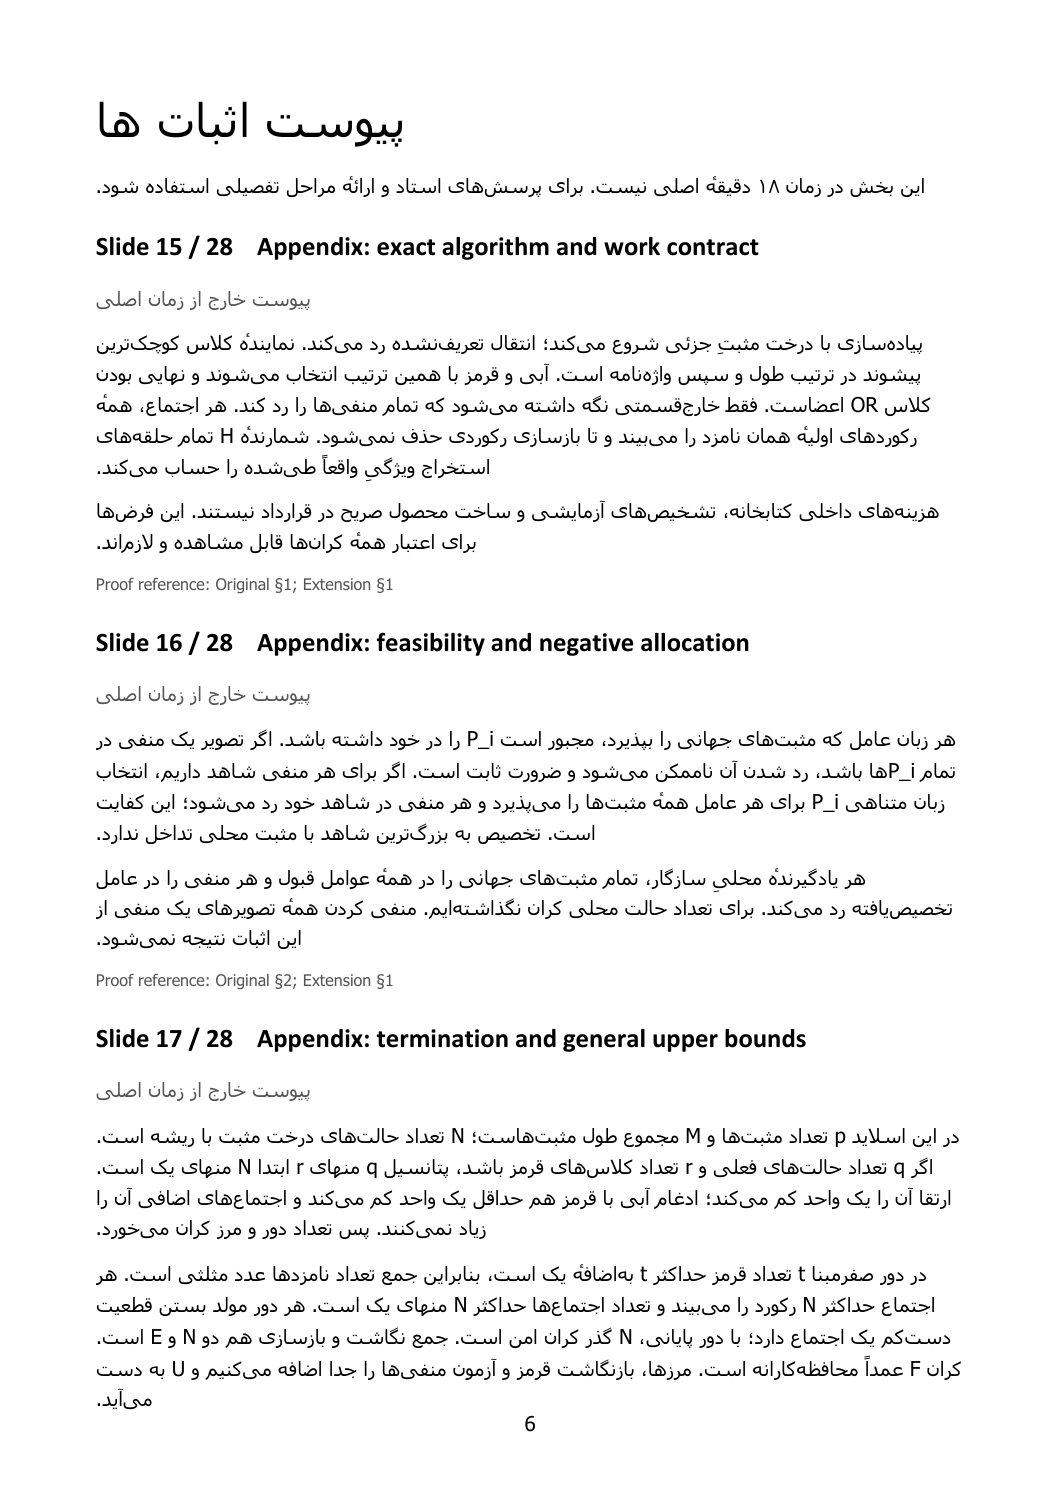 پیوست اثبات ها
این بخش در زمان ۱۸ دقیقهٔ اصلی نیست. برای پرسش‌های استاد و ارائهٔ مراحل تفصیلی استفاده شود.
Slide 15 / 28 Appendix: exact algorithm and work contract
پیوست خارج از زمان اصلی
پیاده‌سازی با درخت مثبتِ جزئی شروع می‌کند؛ انتقال تعریف‌نشده رد می‌کند. نمایندهٔ کلاس کوچک‌ترین
پیشوند در ترتیب طول و سپس واژه‌نامه است. آبی و قرمز با همین ترتیب انتخاب می‌شوند و نهایی بودن
کلاس OR اعضاست. فقط خارج‌قسمتی نگه داشته می‌شود که تمام منفی‌ها را رد کند. هر اجتماع، همهٔ
رکوردهای اولیهٔ همان نامزد را می‌بیند و تا بازسازی رکوردی حذف نمی‌شود. شمارندهٔ H تمام حلقه‌های
استخراج ویژگیِ واقعاً طی‌شده را حساب می‌کند.
هزینه‌های داخلی کتابخانه، تشخیص‌های آزمایشی و ساخت محصول صریح در قرارداد نیستند. این فرض‌ها
برای اعتبار همهٔ کران‌ها قابل مشاهده و لازم‌اند.
Proof reference: Original §1; Extension §1
Slide 16 / 28 Appendix: feasibility and negative allocation
پیوست خارج از زمان اصلی
هر زبان عامل که مثبت‌های جهانی را بپذیرد، مجبور است P_i را در خود داشته باشد. اگر تصویر یک منفی در
تمام P_iها باشد، رد شدن آن ناممکن می‌شود و ضرورت ثابت است. اگر برای هر منفی شاهد داریم، انتخاب
زبان متناهی P_i برای هر عامل همهٔ مثبت‌ها را می‌پذیرد و هر منفی در شاهد خود رد می‌شود؛ این کفایت
است. تخصیص به بزرگ‌ترین شاهد با مثبت محلی تداخل ندارد.
هر یادگیرندهٔ محلیِ سازگار، تمام مثبت‌های جهانی را در همهٔ عوامل قبول و هر منفی را در عامل
تخصیص‌یافته رد می‌کند. برای تعداد حالت محلی کران نگذاشته‌ایم. منفی کردن همهٔ تصویرهای یک منفی از
این اثبات نتیجه نمی‌شود.
Proof reference: Original §2; Extension §1
Slide 17 / 28 Appendix: termination and general upper bounds
پیوست خارج از زمان اصلی
در این اسلاید p تعداد مثبت‌ها و M مجموع طول مثبت‌هاست؛ N تعداد حالت‌های درخت مثبت با ریشه است.
اگر q تعداد حالت‌های فعلی و r تعداد کلاس‌های قرمز باشد، پتانسیل q منهای r ابتدا N منهای یک است.
ارتقا آن را یک واحد کم می‌کند؛ ادغام آبی با قرمز هم حداقل یک واحد کم می‌کند و اجتماع‌های اضافی آن را
زیاد نمی‌کنند. پس تعداد دور و مرز کران می‌خورد.
در دور صفرمبنا t تعداد قرمز حداکثر t به‌اضافهٔ یک است، بنابراین جمع تعداد نامزدها عدد مثلثی است. هر
اجتماع حداکثر N رکورد را می‌بیند و تعداد اجتماع‌ها حداکثر N منهای یک است. هر دور مولد بستن قطعیت
دست‌کم یک اجتماع دارد؛ با دور پایانی، N گذر کران امن است. جمع نگاشت و بازسازی هم دو N و E است.
کران F عمداً محافظه‌کارانه است. مرزها، بازنگاشت قرمز و آزمون منفی‌ها را جدا اضافه می‌کنیم و U به دست
می‌آید.
6